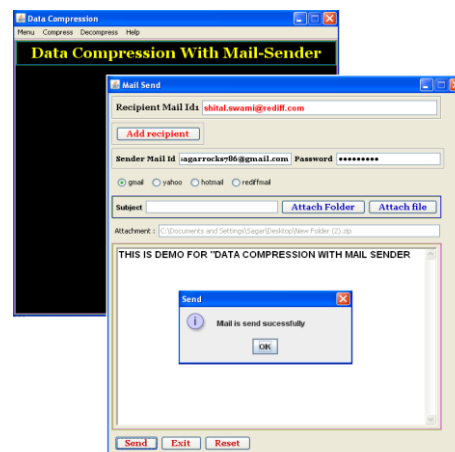 Data Compression
Menu Compress Decompress Help
Data Compression With Mail-Sender
Mail Send
Recipient Mail Id: shital.swami@rediff.com
Add recipient
Sender Mail Id sagarrocks786@gmail.com Password •••••••••
gmail yahoo hotmail rediffmail
Subject Attach Folder Attach file
Attachment : C:\Documents and Settings\Sagar\Desktop\New Folder (2).zip
THIS IS DEMO FOR "DATA COMPRESSION WITH MAIL SENDER
Send
Mail is send sucessfully
OK
Send Exit Reset